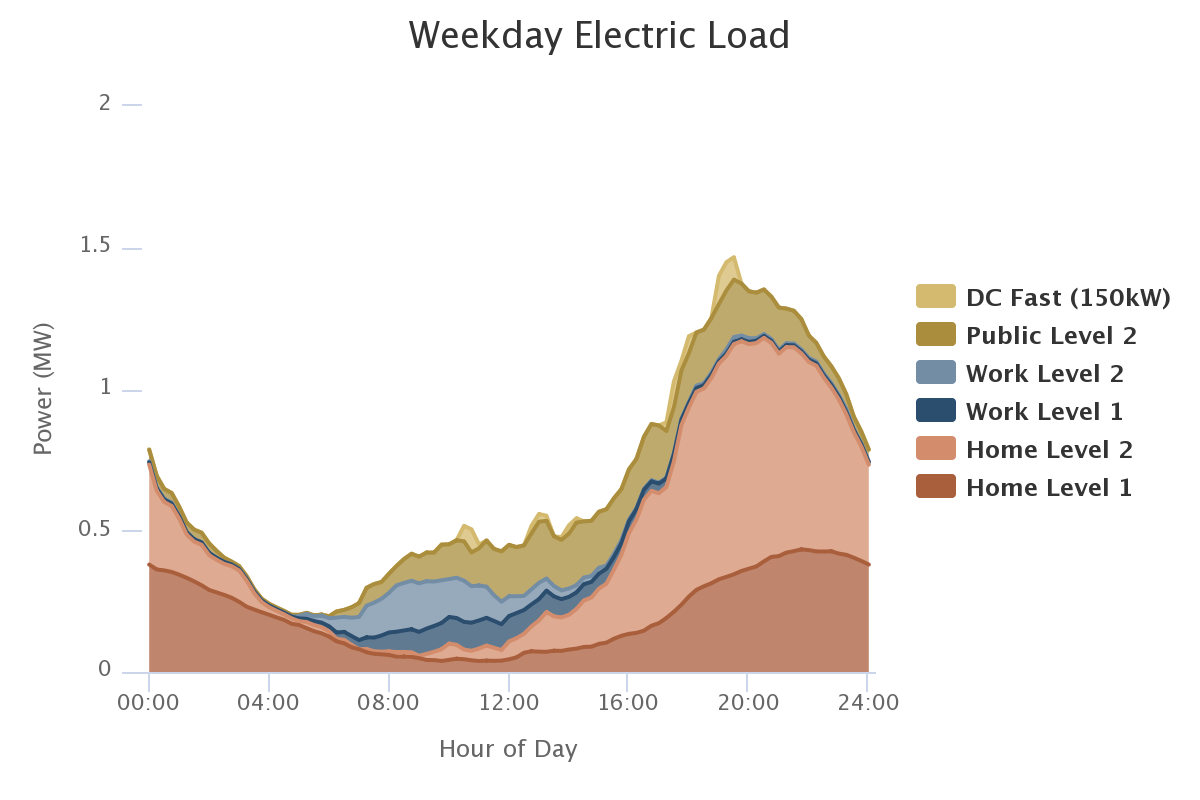 Weekday Electric Load
2
1.5
1
0.5
0
Power (MW)
00:00 04:00 08:00 12:00 16:00 20:00 24:00
Hour of Day
DC Fast (150kW)
Public Level 2
Work Level 2
Work Level 1
Home Level 2
Home Level 1